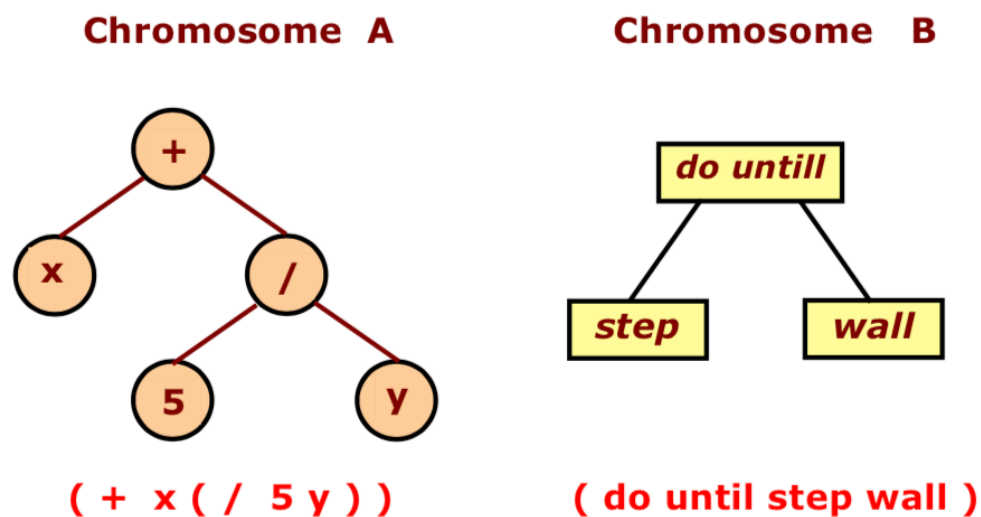 Chromosome A
Chromosome B
+
x
/
5
y
do untill
step
wall
( + x ( / 5 y ) )
( do until step wall )